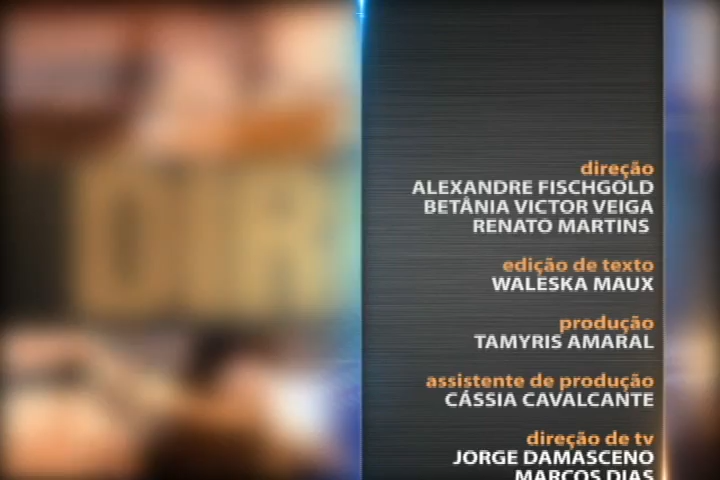 direção
ALEXANDRE FISCHGOLD
BETÂNIA VICTOR VEIGA
RENATO MARTINS
edição de texto
WALESKA MAUX
produção
TAMYRIS AMARAL
assistente de produção
CÁSSIA CAVALCANTE
direção de tv
JORGE DAMASCENO
MARCOS DIAS